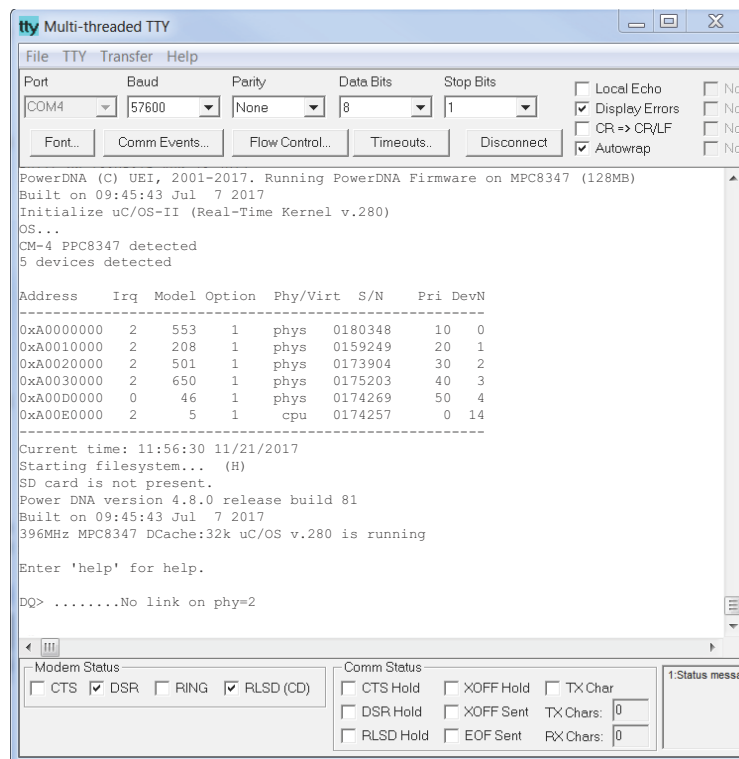 tty Multi-threaded TTY
File TTY Transfer Help
Port Baud Parity Data Bits Stop Bits
COM4 57600 None 8 1
Local Echo
Display Errors
CR => CR/LF
Autowrap
Font... Comm Events... Flow Control... Timeouts.. Disconnect
PowerDNA (C) UEI, 2001-2017. Running PowerDNA Firmware on MPC8347 (128MB)
Built on 09:45:43 Jul  7 2017
Initialize uC/OS-II (Real-Time Kernel v.280)
OS...
CM-4 PPC8347 detected
5 devices detected
Address Irq Model Option Phy/Virt S/N Pri DevN
------------------------------------------------------
0xA0000000 2 553 1 phys 0180348 10 0
0xA0010000 2 208 1 phys 0159249 20 1
0xA0020000 2 501 1 phys 0173904 30 2
0xA0030000 2 650 1 phys 0175203 40 3
0xA00D0000 0 46 1 phys 0174269 50 4
0xA00E0000 2 5 1 cpu 0174257 0 14
------------------------------------------------------
Current time: 11:56:30 11/21/2017
Starting filesystem... (H)
SD card is not present.
Power DNA version 4.8.0 release build 81
Built on 09:45:43 Jul  7 2017
396MHz MPC8347 DCache:32k uC/OS v.280 is running
Enter 'help' for help.
DQ> ........No link on phy=2
Modem Status
CTS DSR RING RLSD (CD)
Comm Status
CTS Hold XOFF Hold TX Char
DSR Hold XOFF Sent TX Chars: 0
RLSD Hold EOF Sent RX Chars: 0
1:Status messa